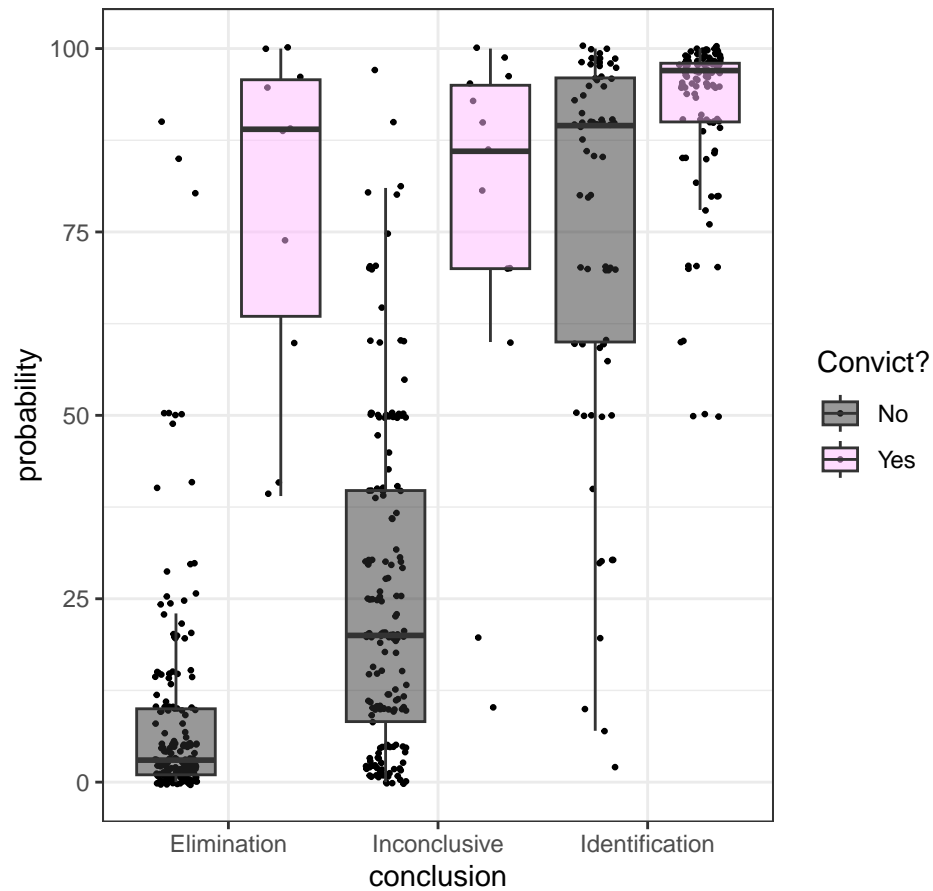 100
75
50
25
0
probability
Elimination
Inconclusive
Identification
conclusion
Convict?
No
Yes